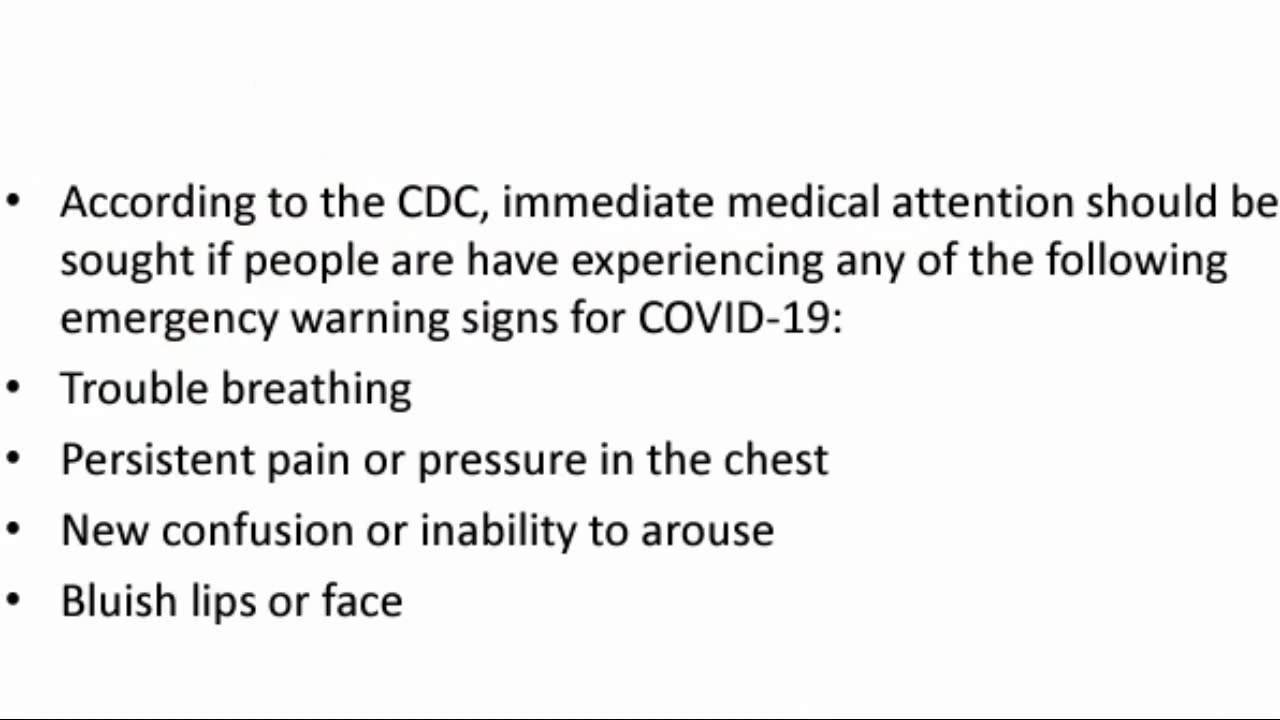 • According to the CDC, immediate medical attention should be
sought if people are have experiencing any of the following
emergency warning signs for COVID-19:
• Trouble breathing
• Persistent pain or pressure in the chest
• New confusion or inability to arouse
• Bluish lips or face